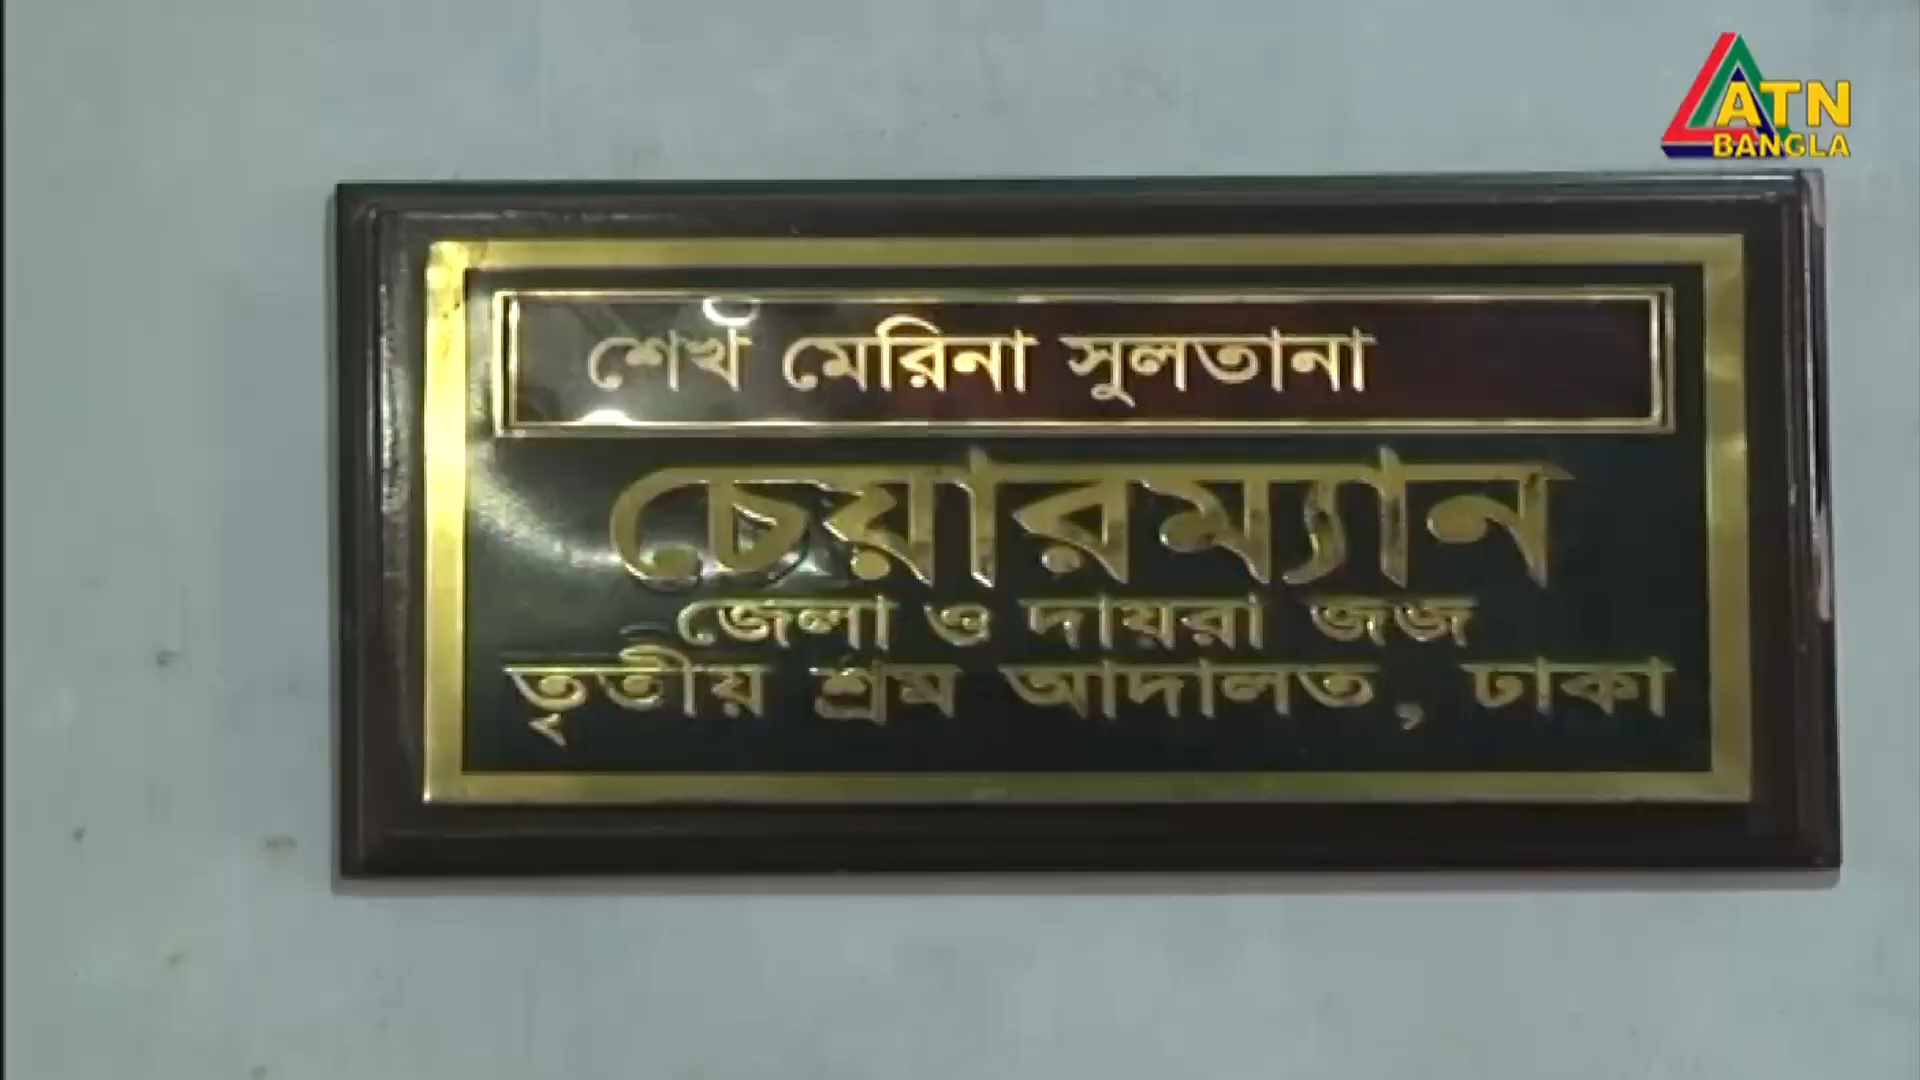 ATN
BANGLA
শেখ মেরিনা সুলতানা
চেয়ারম্যান
জেলা ও দায়রা জজ
তৃতীয় শ্রম আদালত, ঢাকা